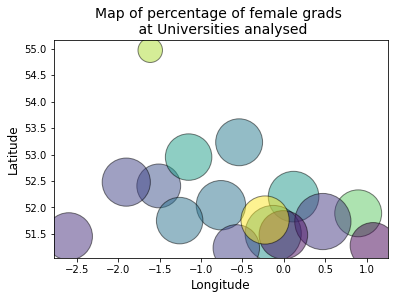 Map of percentage of female grads
at Universities analysed
Latitude
55.0
54.5
54.0
53.5
53.0
52.5
52.0
51.5
−2.5 −2.0 −1.5 −1.0 −0.5 0.0 0.5 1.0
Longitude